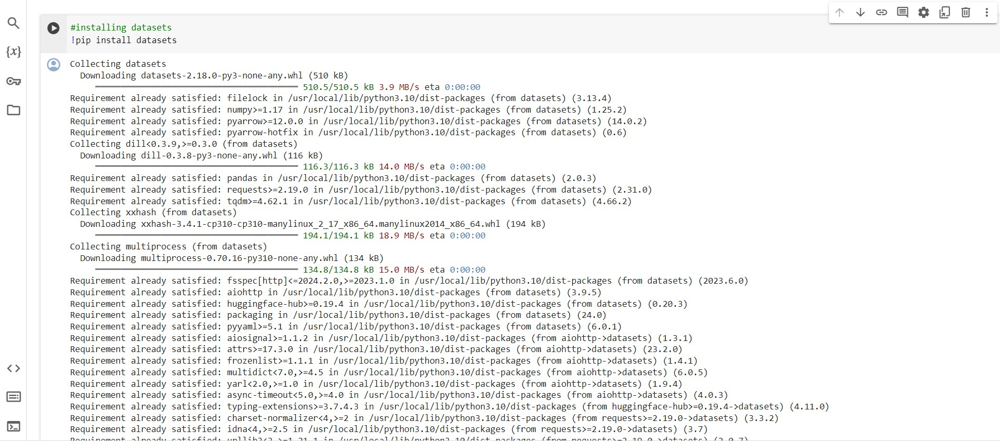 #installing datasets
!pip install datasets
{x}
Collecting datasets
Downloading datasets-2.18.0-py3-none-any.whl (510 kB)
510.5/510.5 kB 3.9 MB/s eta 0:00:00
Requirement already satisfied: filelock in /usr/local/lib/python3.10/dist-packages (from datasets) (3.13.4)
Requirement already satisfied: numpy>=1.17 in /usr/local/lib/python3.10/dist-packages (from datasets) (1.25.2)
Requirement already satisfied: pyarrow>=12.0.0 in /usr/local/lib/python3.10/dist-packages (from datasets) (14.0.2)
Requirement already satisfied: pyarrow-hotfix in /usr/local/lib/python3.10/dist-packages (from datasets) (0.6)
Collecting dill<0.3.9,>=0.3.0 (from datasets)
Downloading dill-0.3.8-py3-none-any.whl (116 kB)
116.3/116.3 kB 14.0 MB/s eta 0:00:00
Requirement already satisfied: pandas in /usr/local/lib/python3.10/dist-packages (from datasets) (2.0.3)
Requirement already satisfied: requests>=2.19.0 in /usr/local/lib/python3.10/dist-packages (from datasets) (2.31.0)
Requirement already satisfied: tqdm>=4.62.1 in /usr/local/lib/python3.10/dist-packages (from datasets) (4.66.2)
Collecting xxhash (from datasets)
Downloading xxhash-3.4.1-cp310-cp310-manylinux_2_17_x86_64.manylinux2014_x86_64.whl (194 kB)
194.1/194.1 kB 18.9 MB/s eta 0:00:00
Collecting multiprocess (from datasets)
Downloading multiprocess-0.70.16-py310-none-any.whl (134 kB)
134.8/134.8 kB 15.0 MB/s eta 0:00:00
Requirement already satisfied: fsspec[http]<=2024.2.0,>=2023.1.0 in /usr/local/lib/python3.10/dist-packages (from datasets) (2023.6.0)
Requirement already satisfied: aiohttp in /usr/local/lib/python3.10/dist-packages (from datasets) (3.9.5)
Requirement already satisfied: huggingface-hub>=0.19.4 in /usr/local/lib/python3.10/dist-packages (from datasets) (0.20.3)
Requirement already satisfied: packaging in /usr/local/lib/python3.10/dist-packages (from datasets) (24.0)
Requirement already satisfied: pyyaml>=5.1 in /usr/local/lib/python3.10/dist-packages (from datasets) (6.0.1)
Requirement already satisfied: aiosignal>=1.1.2 in /usr/local/lib/python3.10/dist-packages (from aiohttp->datasets) (1.3.1)
Requirement already satisfied: attrs>=17.3.0 in /usr/local/lib/python3.10/dist-packages (from aiohttp->datasets) (23.2.0)
Requirement already satisfied: frozenlist>=1.1.1 in /usr/local/lib/python3.10/dist-packages (from aiohttp->datasets) (1.4.1)
Requirement already satisfied: multidict<7.0,>=4.5 in /usr/local/lib/python3.10/dist-packages (from aiohttp->datasets) (6.0.5)
Requirement already satisfied: yarl<2.0,>=1.0 in /usr/local/lib/python3.10/dist-packages (from aiohttp->datasets) (1.9.4)
Requirement already satisfied: async-timeout<5.0,>=4.0 in /usr/local/lib/python3.10/dist-packages (from aiohttp->datasets) (4.0.3)
Requirement already satisfied: typing-extensions>=3.7.4.3 in /usr/local/lib/python3.10/dist-packages (from huggingface-hub>=0.19.4->datasets) (4.11.0)
Requirement already satisfied: charset-normalizer<4,>=2 in /usr/local/lib/python3.10/dist-packages (from requests>=2.19.0->datasets) (3.3.2)
Requirement already satisfied: idna<4,>=2.5 in /usr/local/lib/python3.10/dist-packages (from requests>=2.19.0->datasets) (3.7)
Requirement already satisfied: urllib3<3,>=1.21.1 in /usr/local/lib/python3.10/dist-packages (from requests>=2.19.0->datasets) (2.0.7)